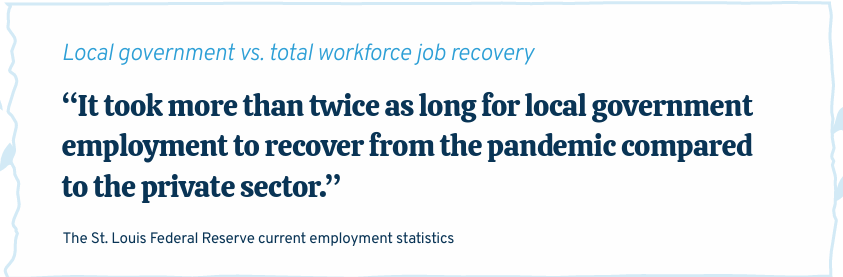 Local government vs. total workforce job recovery
“It took more than twice as long for local government
employment to recover from the pandemic compared
to the private sector.”
The St. Louis Federal Reserve current employment statistics